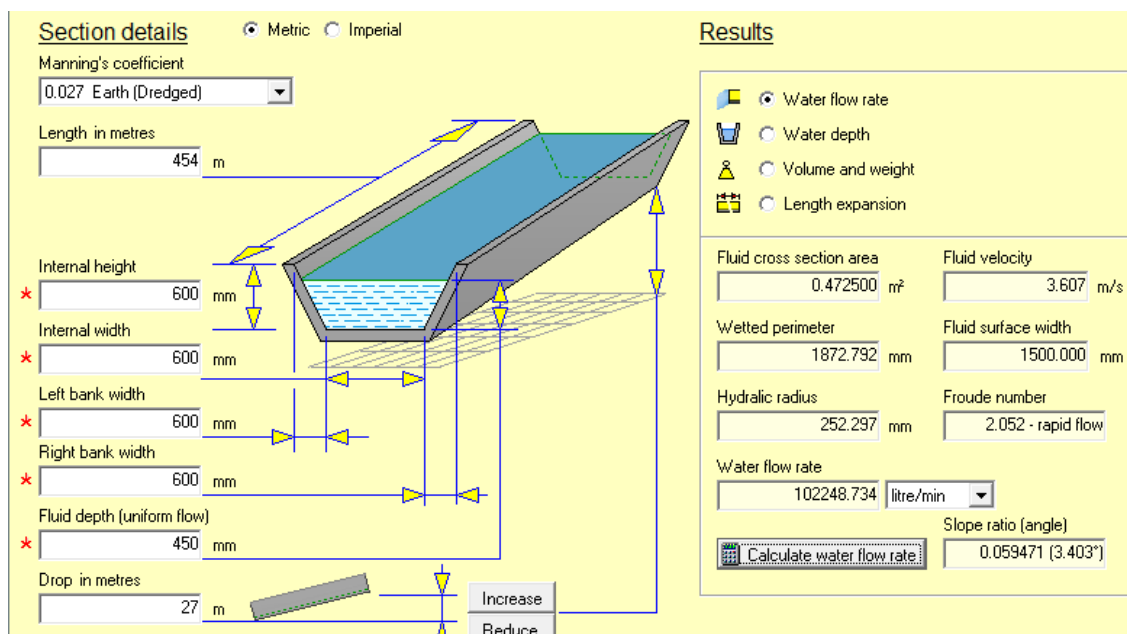 Section details
Metric
Imperial
Manning's coefficient
0.027 Earth (Dredged)
Length in metres
454 m
Internal height
* 600 mm
Internal width
* 600 mm
Left bank width
* 600 mm
Right bank width
* 600 mm
Fluid depth (uniform flow)
* 450 mm
Drop in metres
27 m
Increase
Reduce
Results
Water flow rate
Water depth
Volume and weight
Length expansion
Fluid cross section area
0.472500 m²
Fluid velocity
3.607 m/s
Wetted perimeter
1872.792 mm
Fluid surface width
1500.000 mm
Hydralic radius
252.297 mm
Froude number
2.052 - rapid flow
Water flow rate
102248.734 litre/min
Slope ratio (angle)
Calculate water flow rate
0.059471 (3.403°)